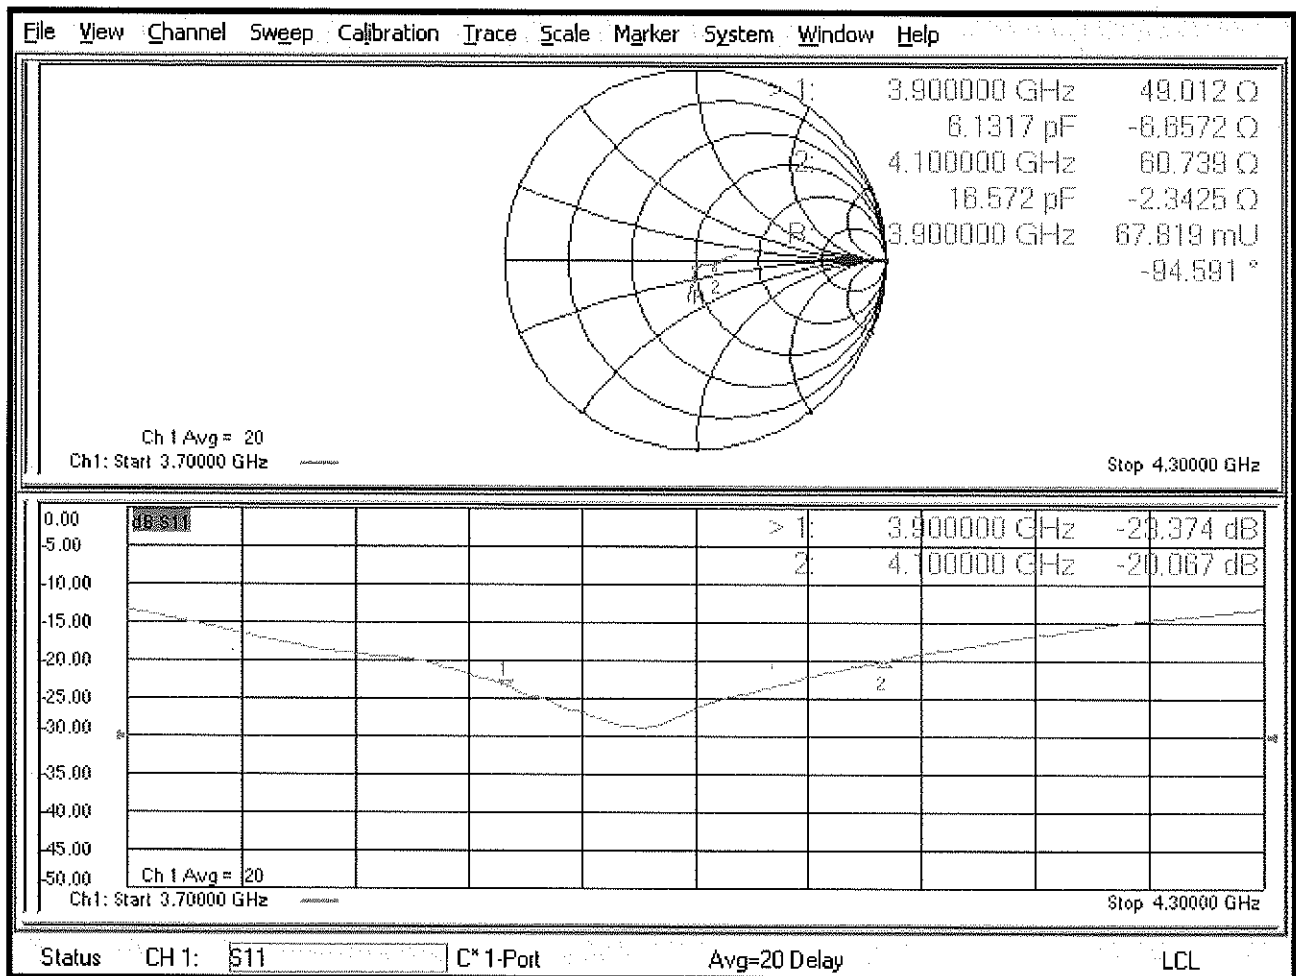 File View Channel Sweep Calibration Trace Scale Marker System Window Help
> 1: 3.900000 GHz 49.012 Ω
6.1317 pF -6.6572 Ω
2: 4.100000 GHz 60.739 Ω
16.572 pF -2.3425 Ω
R 3.900000 GHz 67.819 mU
-94.591 °
2
Ch 1 Avg = 20
Ch1: Start 3.70000 GHz
Stop 4.30000 GHz
0.00 dB S11
> 1: 3.900000 GHz -23.374 dB
-5.00
2: 4.100000 GHz -20.067 dB
-10.00
-15.00
-20.00
1
2
-25.00
-30.00
-35.00
-40.00
-45.00
-50.00
Ch 1 Avg = 20
Ch1: Start 3.70000 GHz
Stop 4.30000 GHz
Status CH 1: S11 C* 1-Port Avg=20 Delay LCL